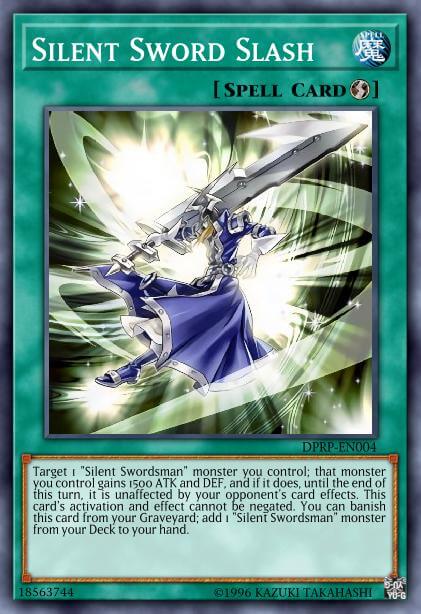 Silent Sword Slash
SPELL
魔
[Spell Card]
DPRP-EN004
Target 1 "Silent Swordsman" monster you control; that monster
you control gains 1500 ATK and DEF, and if it does, until the end of
this turn, it is unaffected by your opponent's card effects. This
card's activation and effect cannot be negated. You can banish
this card from your Graveyard; add 1 "Silent Swordsman" monster
from your Deck to your hand.
18563744
©1996 KAZUKI TAKAHASHI